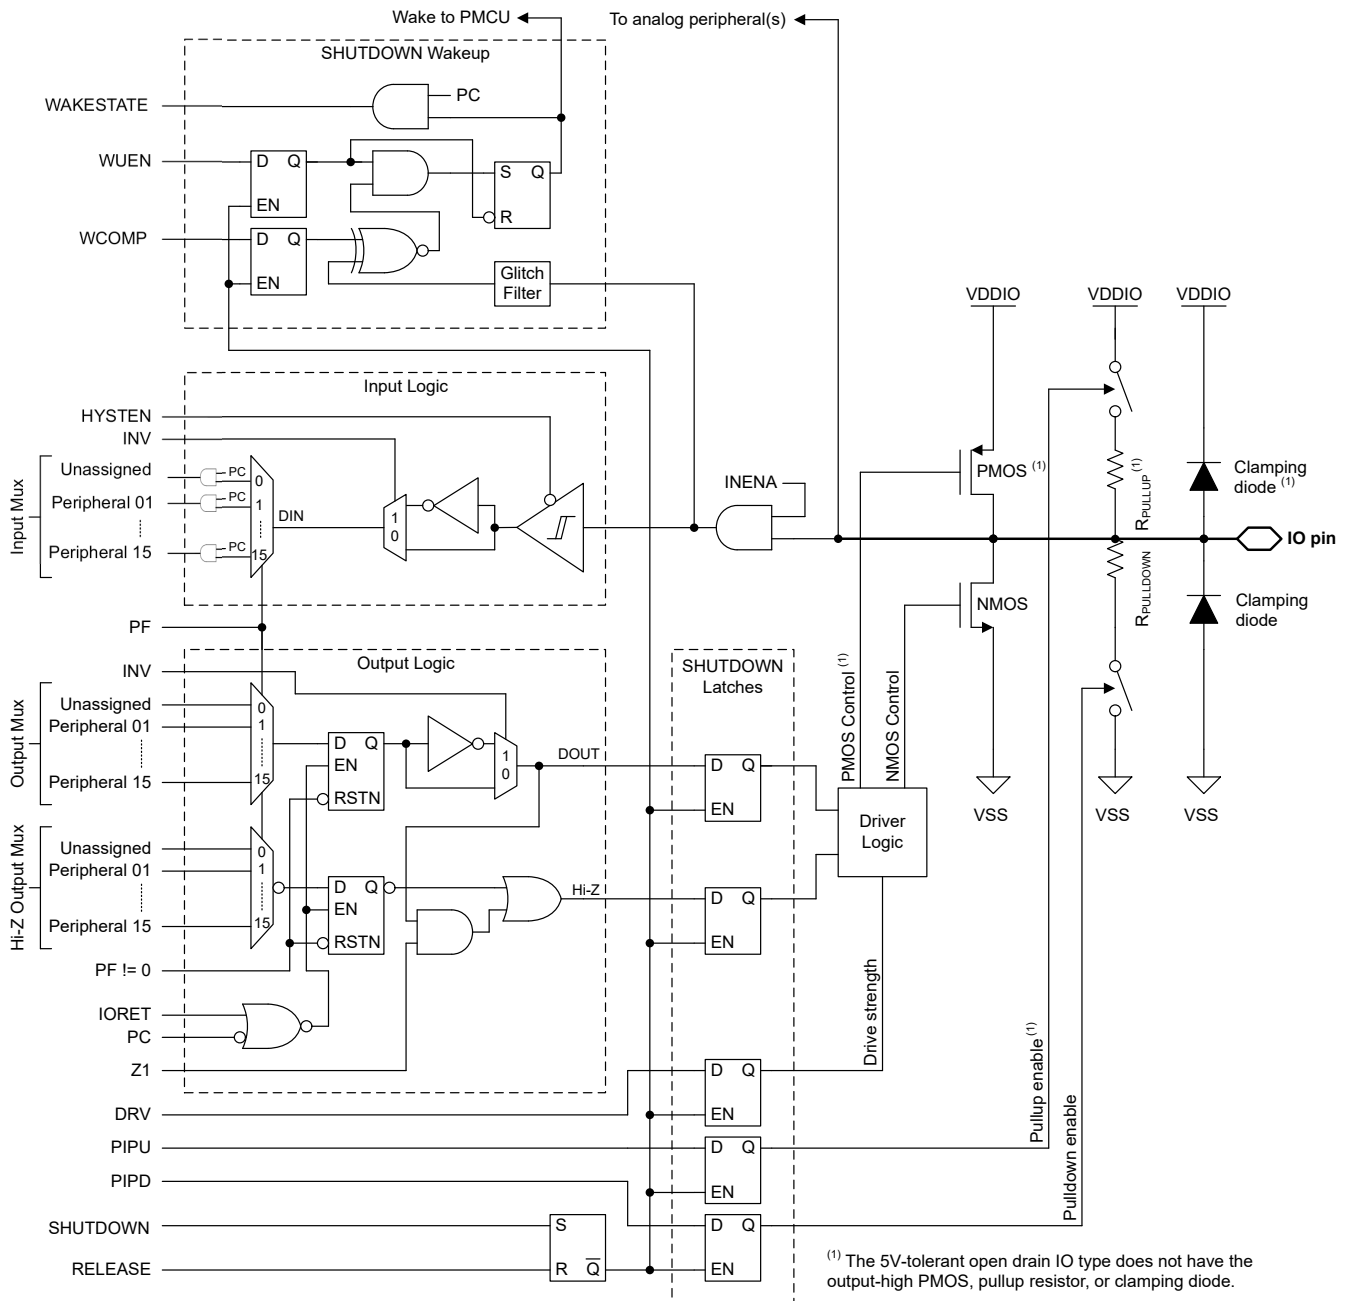 Wake to PMCU
To analog peripheral(s)
SHUTDOWN Wakeup
WAKESTATE
PC
WUEN
D Q
EN
S Q
R
WCOMP
D Q
EN
Glitch
Filter
VDDIO
VDDIO
VDDIO
Input Logic
HYSTEN
INV
Input Mux
Unassigned
PC
0
Peripheral 01
PC
1
Peripheral 15
PC
15
DIN
1
0
INENA
PMOS (1)
RPULLUP (1)
Clamping
diode (1)
IO pin
RPULLDOWN
NMOS
Clamping
diode
PF
Output Logic
INV
Output Mux
Unassigned
0
Peripheral 01
1
Peripheral 15
15
D Q
EN
RSTN
1
0
DOUT
SHUTDOWN
Latches
D Q
EN
PMOS Control (1)
NMOS Control
Driver
Logic
VSS
VSS
VSS
Hi-Z Output Mux
Unassigned
0
Peripheral 01
1
Peripheral 15
15
D Q
EN
RSTN
Hi-Z
D Q
EN
PF != 0
IORET
PC
Z1
Drive strength
DRV
D Q
EN
PIPU
D Q
EN
Pullup enable (1)
PIPD
Pulldown enable
SHUTDOWN
S
D Q
RELEASE
R Q
EN
(1) The 5V-tolerant open drain IO type does not have the
output-high PMOS, pullup resistor, or clamping diode.